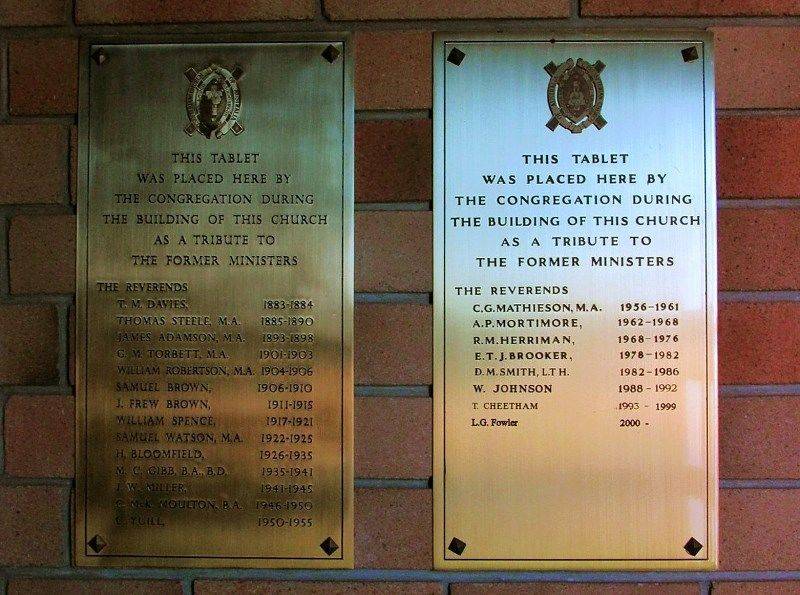 THIS TABLET
WAS PLACED HERE BY
THE CONGREGATION DURING
THE BUILDING OF THIS CHURCH
AS A TRIBUTE TO
THE FORMER MINISTERS
THE REVERENDS
T. M. DAVIES, 1883-1884
THOMAS STEELE, M.A. 1885-1890
JAMES ADAMSON, M.A. 1893-1898
G. M. TORBETT, M.A. 1901-1903
WILLIAM ROBERTSON, M.A. 1904-1906
SAMUEL BROWN, 1906-1910
J. FREW BROWN, 1911-1915
WILLIAM SPENCE, 1917-1921
SAMUEL WATSON, M.A. 1922-1925
H. BLOOMFIELD, 1926-1935
M. C. GIBB, B.A., B.D. 1935-1941
J. W. MILLER, 1941-1945
MCK MOULTON, B.A. 1946-1950
YUILL, 1950-1955
THIS TABLET
WAS PLACED HERE BY
THE CONGREGATION DURING
THE BUILDING OF THIS CHURCH
AS A TRIBUTE TO
THE FORMER MINISTERS
THE REVERENDS
C.G. MATHIESON, M.A. 1956-1961
A.P. MORTIMORE, 1962-1968
R.M. HERRIMAN, 1968-1976
E.T.J. BROOKER, 1978-1982
D.M. SMITH, L.T.H. 1982-1986
W. JOHNSON 1988-1992
T. CHEETHAM 1993-1999
L.G. Fowler 2000 -